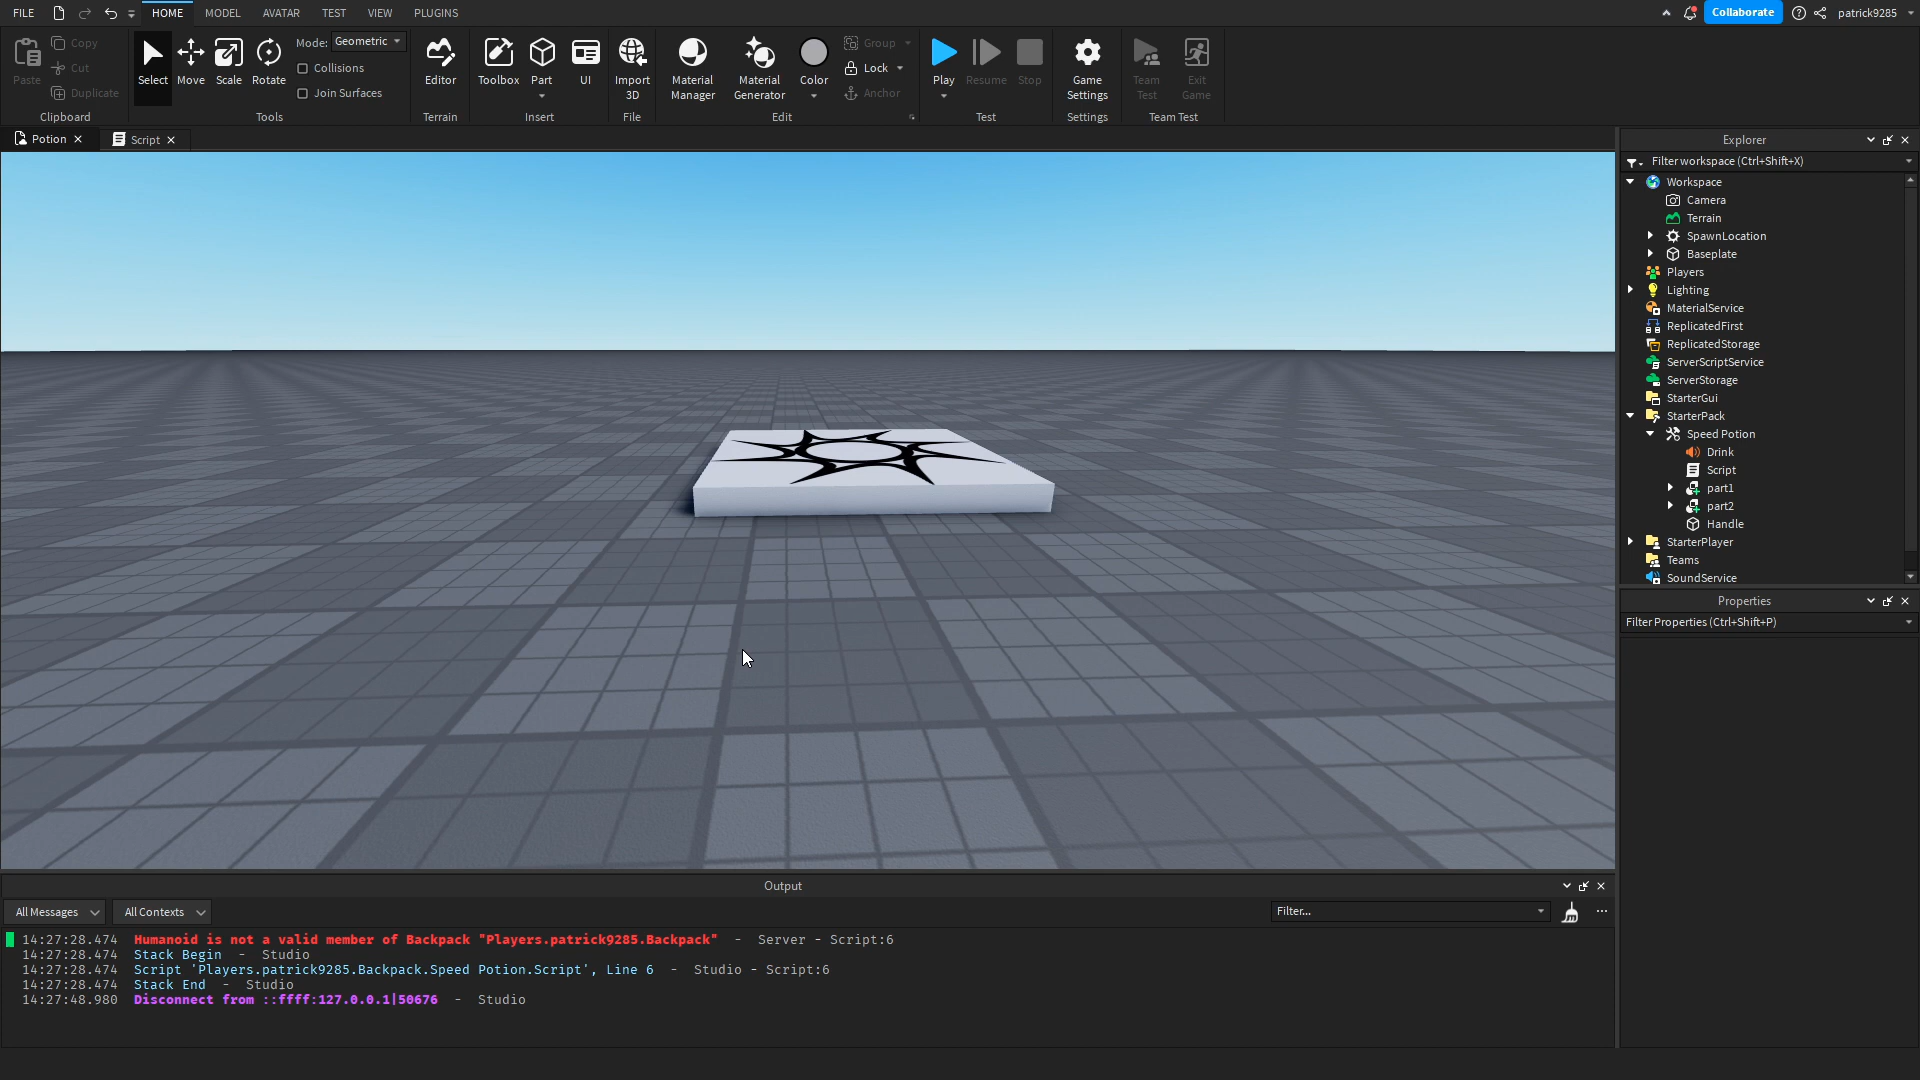 FILE HOME MODEL AVATAR TEST VIEW PLUGINS Collaborate patrick9285
Paste Copy Cut Duplicate
Clipboard
Select Move Scale Rotate
Mode: Geometric
Collisions
Join Surfaces
Tools
Editor
Terrain
Toolbox Part UI
Insert
Import 3D
File
Material Manager Material Generator Color
Group
Lock
Anchor
Edit
Play Resume Stop
Test
Game Settings
Settings
Team Test Exit Game
Team Test
Potion Script
Explorer
Filter workspace (Ctrl+Shift+X)
Workspace
Camera
Terrain
SpawnLocation
Baseplate
Players
Lighting
MaterialService
ReplicatedFirst
ReplicatedStorage
ServerScriptService
ServerStorage
StarterGui
StarterPack
Speed Potion
Drink
Script
part1
part2
Handle
StarterPlayer
Teams
SoundService
Properties
Filter Properties (Ctrl+Shift+P)
Output
All Messages All Contexts Filter... ...
14:27:28.474 Humanoid is not a valid member of Backpack "Players.patrick9285.Backpack" - Server - Script:6
14:27:28.474 Stack Begin - Studio
14:27:28.474 Script 'Players.patrick9285.Backpack.Speed Potion.Script', Line 6 - Studio - Script:6
14:27:28.474 Stack End - Studio
14:27:48.980 Disconnect from ::ffff:127.0.0.1|50676 - Studio